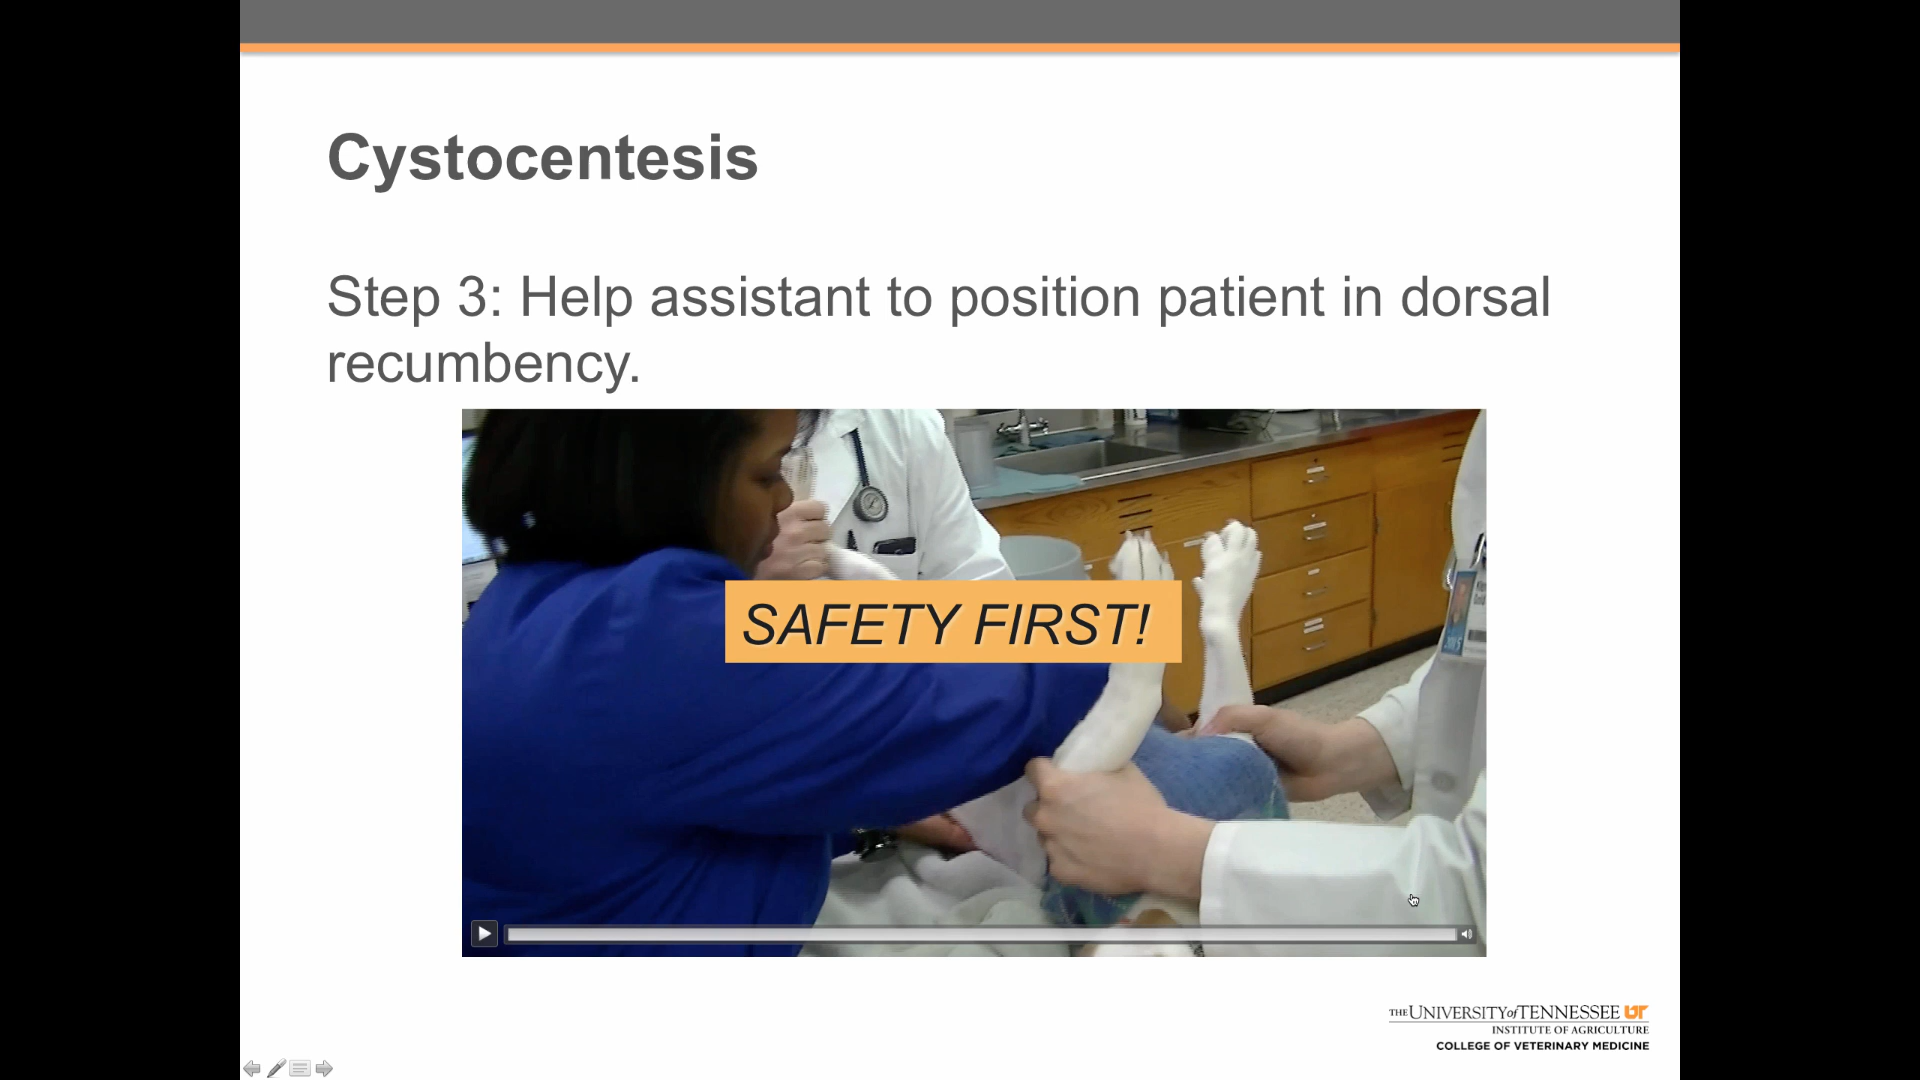 Cystocentesis
Step 3: Help assistant to position patient in dorsal
recumbency.
SAFETY FIRST!
THE UNIVERSITY of TENNESSEE UT
INSTITUTE OF AGRICULTURE
COLLEGE OF VETERINARY MEDICINE